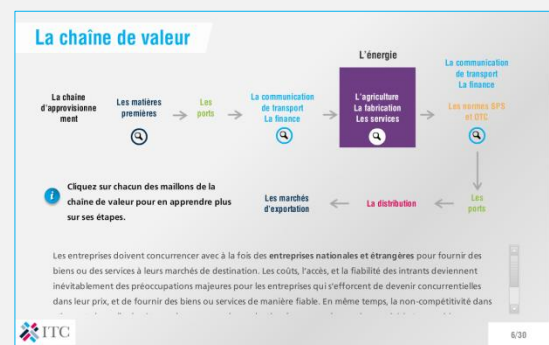 La chaîne de valeur
L'énergie
La chaîne
d'approvisionne
ment
Les matières
premières
Les
ports
La communication
de transport
La finance
L'agriculture
La fabrication
Les services
La communication
de transport
La finance
Les normes SPS
et OTC
Cliquez sur chacun des maillons de la
chaîne de valeur pour en apprendre plus
sur ses étapes.
Les marchés
d'exportation
La distribution
Les
ports
Les entreprises doivent concurrencer avec à la fois des entreprises nationales et étrangères pour fournir des
biens ou des services à leurs marchés de destination. Les coûts, l'accès, et la fiabilité des intrants deviennent
inévitablement des préoccupations majeures pour les entreprises qui s'efforcent de devenir concurrentielles
dans leur prix, et de fournir des biens ou services de manière fiable. En même temps, la non-compétitivité dans
ITC
6/30